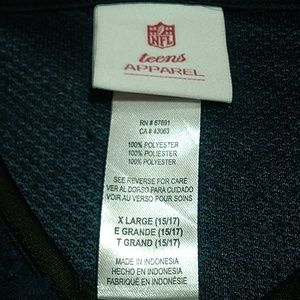 NFL
teens
APPAREL
RN # 67691
CA # 43063
100% POLYESTER
100% POLIESTER
100% POLYESTER
SEE REVERSE FOR CARE
VER AL DORSO PARA CUIDADO
VOIR AU VERSO POUR SOINS
X LARGE (15/17)
E GRANDE (15/17)
T GRAND (15/17)
MADE IN INDONESIA
HECHO EN INDONESIA
FABRIQUÉ EN INDONÉSIE